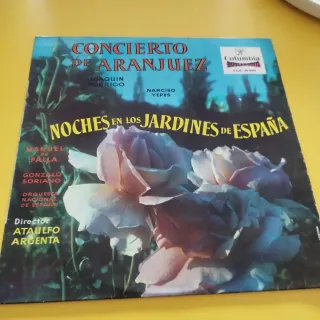 CONCIERTO
DE ARANJUEZ
JOAQUIN
RODRIGO
NARCISO
YEPES
Columbia
NOCHES EN LOS JARDINES DE ESPAÑA
MANUEL
DE
FALLA
GONZALO
SORIANO
ORQUESTA
NACIONAL
DE ESPAÑA
Director
ATAULFO
ARGENTA